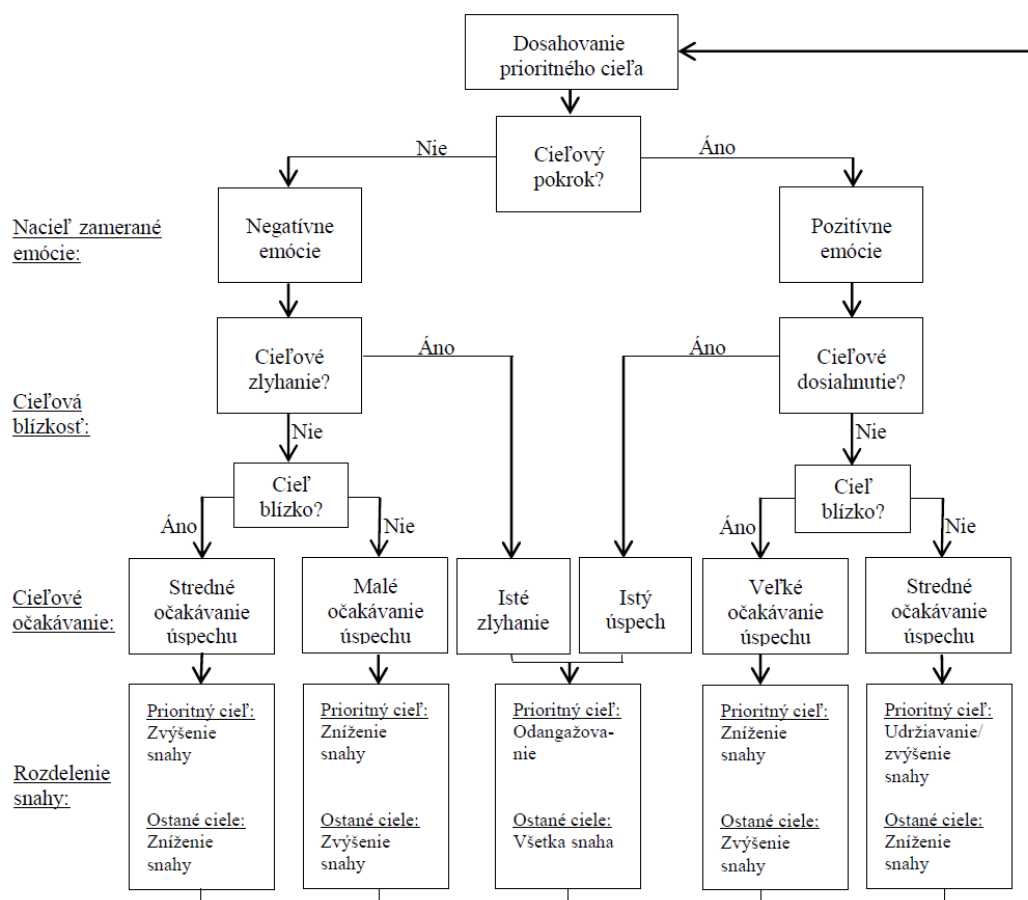 Dosahovanie
prioritného cieľa
Nie
Cieľový
pokrok?
Áno
Nacieľ zamerané
emócie:
Negatívne
emócie
Pozitívne
emócie
Cieľové
zlyhanie?
Áno
Áno
Cieľové
dosiahnutie?
Cieľová
blízkosť:
Nie
Nie
Cieľ
blízko?
Cieľ
blízko?
Áno
Nie
Áno
Nie
Cieľové
očakávanie:
Stredné
očakávanie
úspechu
Malé
očakávanie
úspechu
Isté
zlyhanie
Istý
úspech
Veľké
očakávanie
úspechu
Stredné
očakávanie
úspechu
Rozdelenie
snahy:
Prioritný cieľ:
Zvýšenie
snahy
Ostané ciele:
Zníženie
snahy
Prioritný cieľ:
Zníženie
snahy
Ostané ciele:
Zvýšenie
snahy
Prioritný cieľ:
Odangažova-
nie
Ostané ciele:
Všetka snaha
Prioritný cieľ:
Zníženie
snahy
Ostané ciele:
Zvýšenie
snahy
Prioritný cieľ:
Udržiavanie/
zvýšenie
snahy
Ostané ciele:
Zníženie
snahy